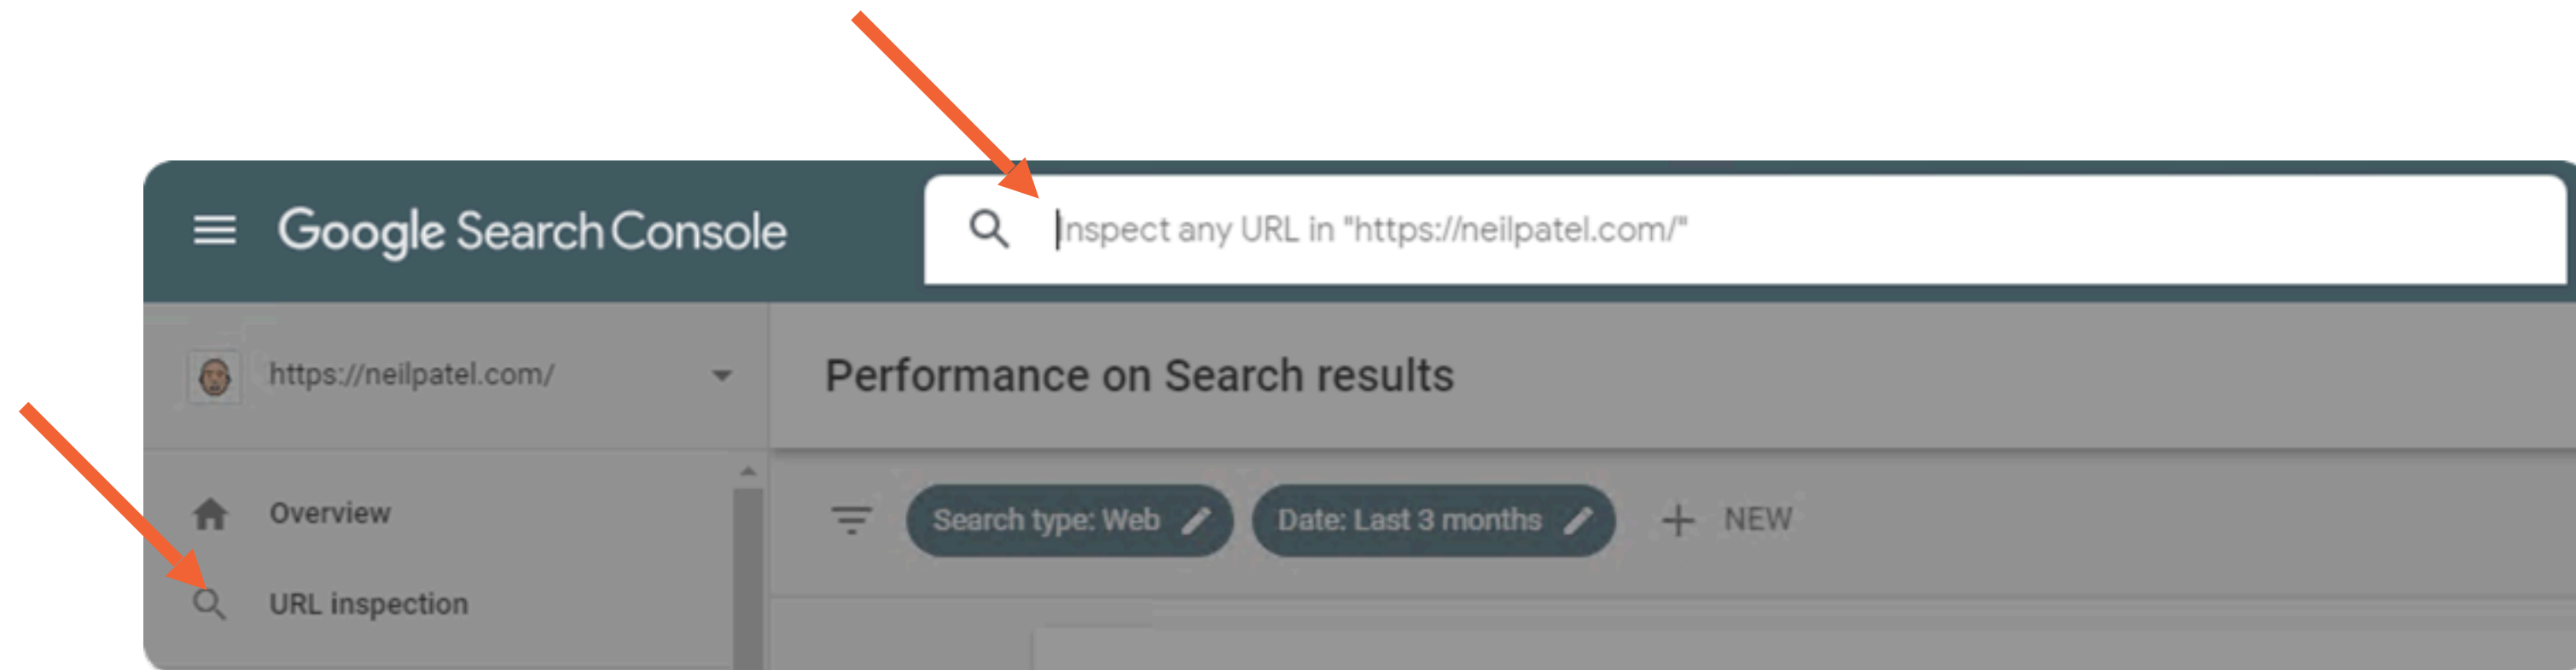 Google Search Console
Inspect any URL in "https://neilpatel.com/"
https://neilpatel.com/
Performance on Search results
Overview
Search type: Web
Date: Last 3 months
NEW
URL inspection